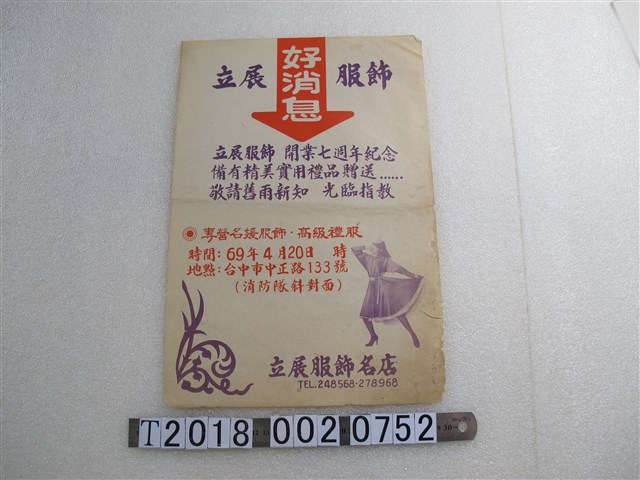 好消息
立展 服飾
立展服飾 開業七週年紀念
備有精美實用禮品贈送……
敬請舊雨新知 光臨指教
專營名媛服飾·高級禮服
時間：69年4月20日 時
地點：台中市中正路133號
（消防隊斜對面）
立展服飾名店
TEL.248568·278968
T2018 0020752